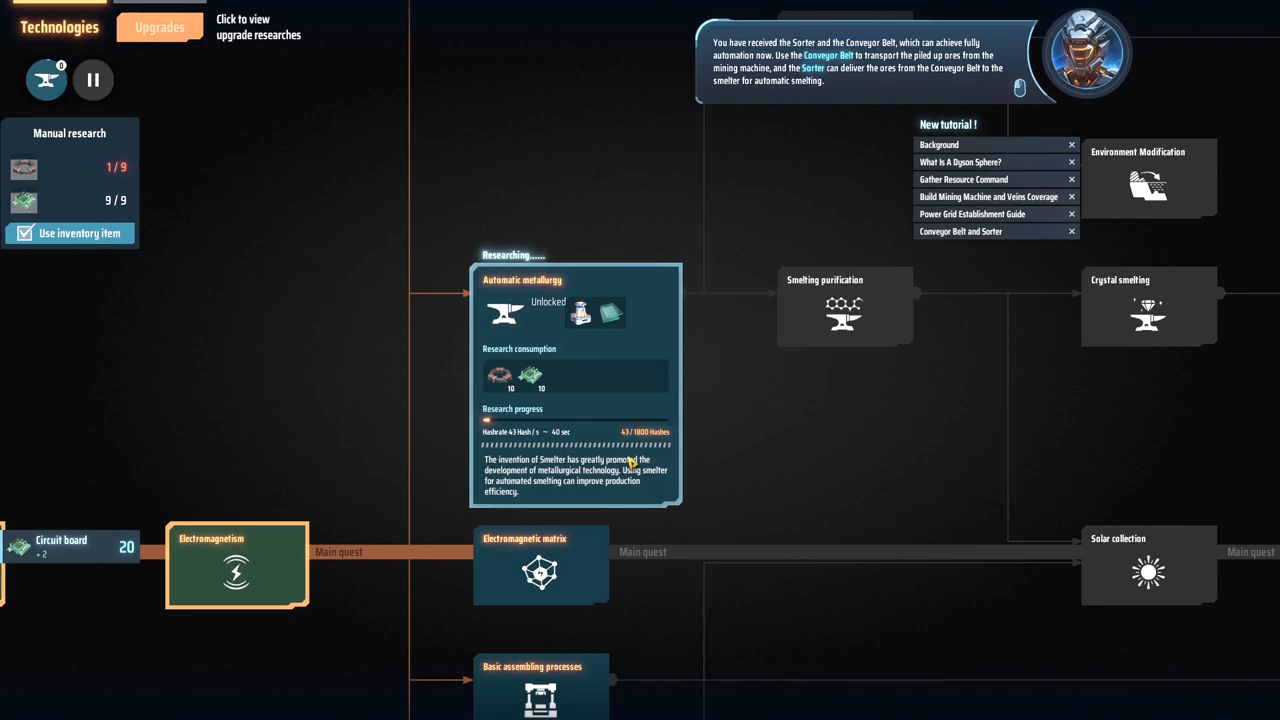 Technologies
Upgrades
Click to view
upgrade researches
0
Manual research
1 / 9
9 / 9
Use inventory item
You have received the Sorter and the Conveyor Belt, which can achieve fully
automation now. Use the Conveyor Belt to transport the piled up ores from the
mining machine, and the Sorter can deliver the ores from the Conveyor Belt to the
smelter for automatic smelting.
New tutorial !
Background
What Is A Dyson Sphere?
Gather Resource Command
Build Mining Machine and Veins Coverage
Power Grid Establishment Guide
Conveyor Belt and Sorter
Environment Modification
Researching......
Automatic metallurgy
Unlocked
Research consumption
10 10
Research progress
Hashrate 43 Hash / s ~ 40 sec 43 / 1800 Hashes
The invention of Smelter has greatly promoted the
development of metallurgical technology. Using smelter
for automated smelting can improve production
efficiency.
Smelting purification
Crystal smelting
Circuit board
+ 2
20
Electromagnetism
Main quest
Electromagnetic matrix
Main quest
Solar collection
Main quest
Basic assembling processes